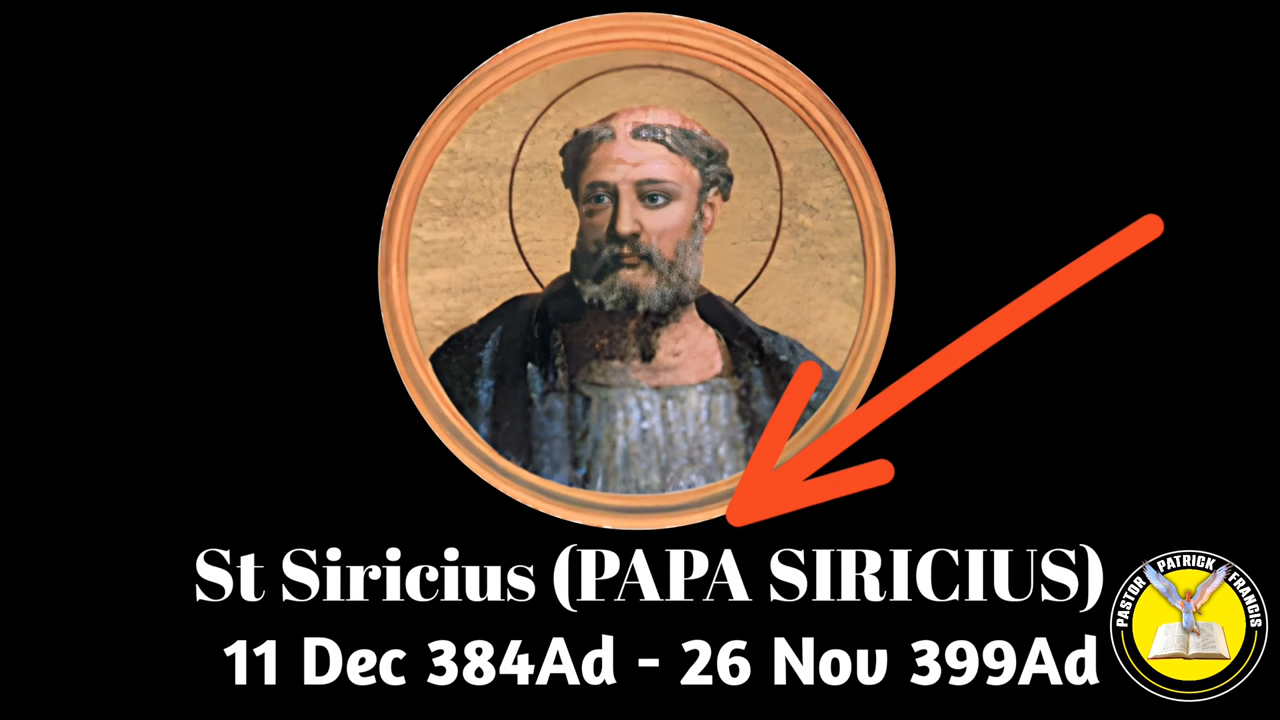 St Siricius (PAPA SIRICIUS)
11 Dec 384Ad - 26 Nov 399Ad
PASTOR PATRICK FRANCIS